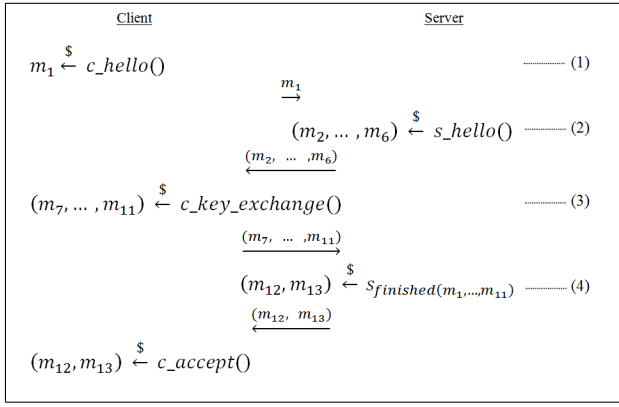 Client Server
m₁ ←$ c_hello() (1)
m₁
→
(m₂, … , m₆) ←$ s_hello() (2)
(m₂, … ,m₆)
←
(m₇, … , m₁₁) ←$ c_key_exchange() (3)
(m₇, … ,m₁₁)
→
(m₁₂, m₁₃) ←$ s_finished(m₁,…,m₁₁) (4)
(m₁₂, m₁₃)
←
(m₁₂, m₁₃) ←$ c_accept()